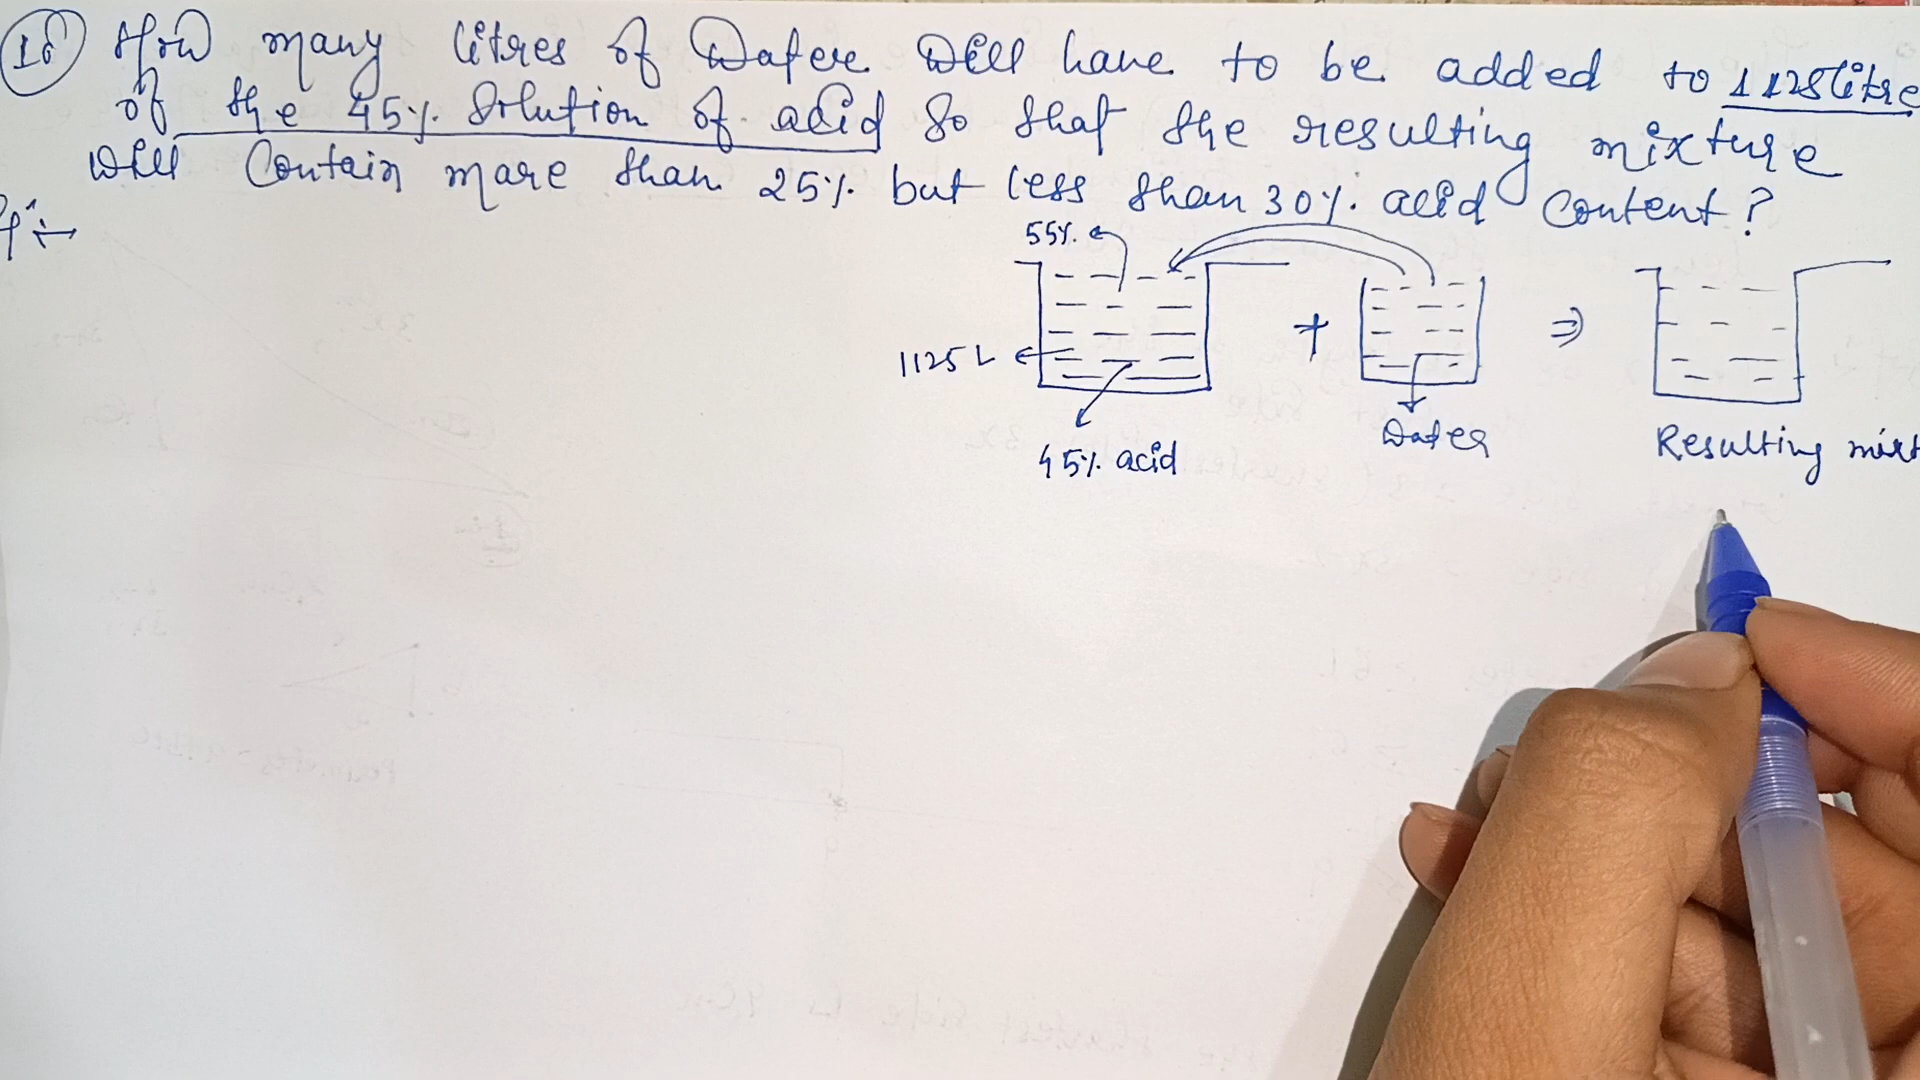 18 How many litres of Water Will have to be added to 1125 litre
of the 45% Solution of acid So that the resulting mixture
Will Contain more than 25% but less than 30% acid Content?
55%.
1125 L
+
⇒
45% acid
Water
Resulting mixt